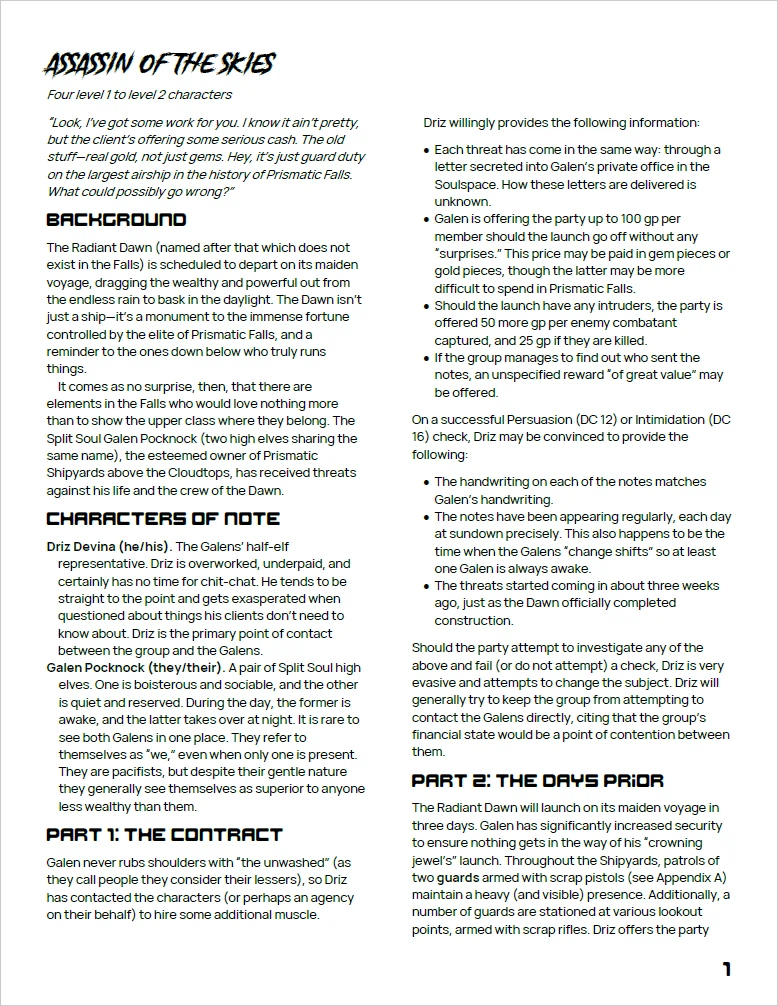 ASSASSIN OF THE SKIES
Four level 1 to level 2 characters
"Look, I've got some work for you. I know it ain't pretty,
but the client's offering some serious cash. The old
stuff—real gold, not just gems. Hey, it's just guard duty
on the largest airship in the history of Prismatic Falls.
What could possibly go wrong?"
BACKGROUND
The Radiant Dawn (named after that which does not
exist in the Falls) is scheduled to depart on its maiden
voyage, dragging the wealthy and powerful out from
the endless rain to bask in the daylight. The Dawn isn't
just a ship—it's a monument to the immense fortune
controlled by the elite of Prismatic Falls, and a
reminder to the ones down below who truly runs
things.
It comes as no surprise, then, that there are
elements in the Falls who would love nothing more
than to show the upper class where they belong. The
Split Soul Galen Pocknock (two high elves sharing the
same name), the esteemed owner of Prismatic
Shipyards above the Cloudtops, has received threats
against his life and the crew of the Dawn.
CHARACTERS OF NOTE
Driz Devina (he/his). The Galens' half-elf
representative. Driz is overworked, underpaid, and
certainly has no time for chit-chat. He tends to be
straight to the point and gets exasperated when
questioned about things his clients don't need to
know about. Driz is the primary point of contact
between the group and the Galens.
Galen Pocknock (they/their). A pair of Split Soul high
elves. One is boisterous and sociable, and the other
is quiet and reserved. During the day, the former is
awake, and the latter takes over at night. It is rare to
see both Galens in one place. They refer to
themselves as "we," even when only one is present.
They are pacifists, but despite their gentle nature
they generally see themselves as superior to anyone
less wealthy than them.
PART 1: THE CONTRACT
Galen never rubs shoulders with "the unwashed" (as
they call people they consider their lessers), so Driz
has contacted the characters (or perhaps an agency
on their behalf) to hire some additional muscle.
Driz willingly provides the following information:
• Each threat has come in the same way: through a
letter secreted into Galen's private office in the
Soulspace. How these letters are delivered is
unknown.
• Galen is offering the party up to 100 gp per
member should the launch go off without any
"surprises." This price may be paid in gem pieces or
gold pieces, though the latter may be more
difficult to spend in Prismatic Falls.
• Should the launch have any intruders, the party is
offered 50 more gp per enemy combatant
captured, and 25 gp if they are killed.
• If the group manages to find out who sent the
notes, an unspecified reward "of great value" may
be offered.
On a successful Persuasion (DC 12) or Intimidation (DC
16) check, Driz may be convinced to provide the
following:
• The handwriting on each of the notes matches
Galen's handwriting.
• The notes have been appearing regularly, each day
at sundown precisely. This also happens to be the
time when the Galens "change shifts" so at least
one Galen is always awake.
• The threats started coming in about three weeks
ago, just as the Dawn officially completed
construction.
Should the party attempt to investigate any of the
above and fail (or do not attempt) a check, Driz is very
evasive and attempts to change the subject. Driz will
generally try to keep the group from attempting to
contact the Galens directly, citing that the group's
financial state would be a point of contention between
them.
PART 2: THE DAYS PRIOR
The Radiant Dawn will launch on its maiden voyage in
three days. Galen has significantly increased security
to ensure nothing gets in the way of his "crowning
jewel's" launch. Throughout the Shipyards, patrols of
two guards armed with scrap pistols (see Appendix A)
maintain a heavy (and visible) presence. Additionally, a
number of guards are stationed at various lookout
points, armed with scrap rifles. Driz offers the party
1